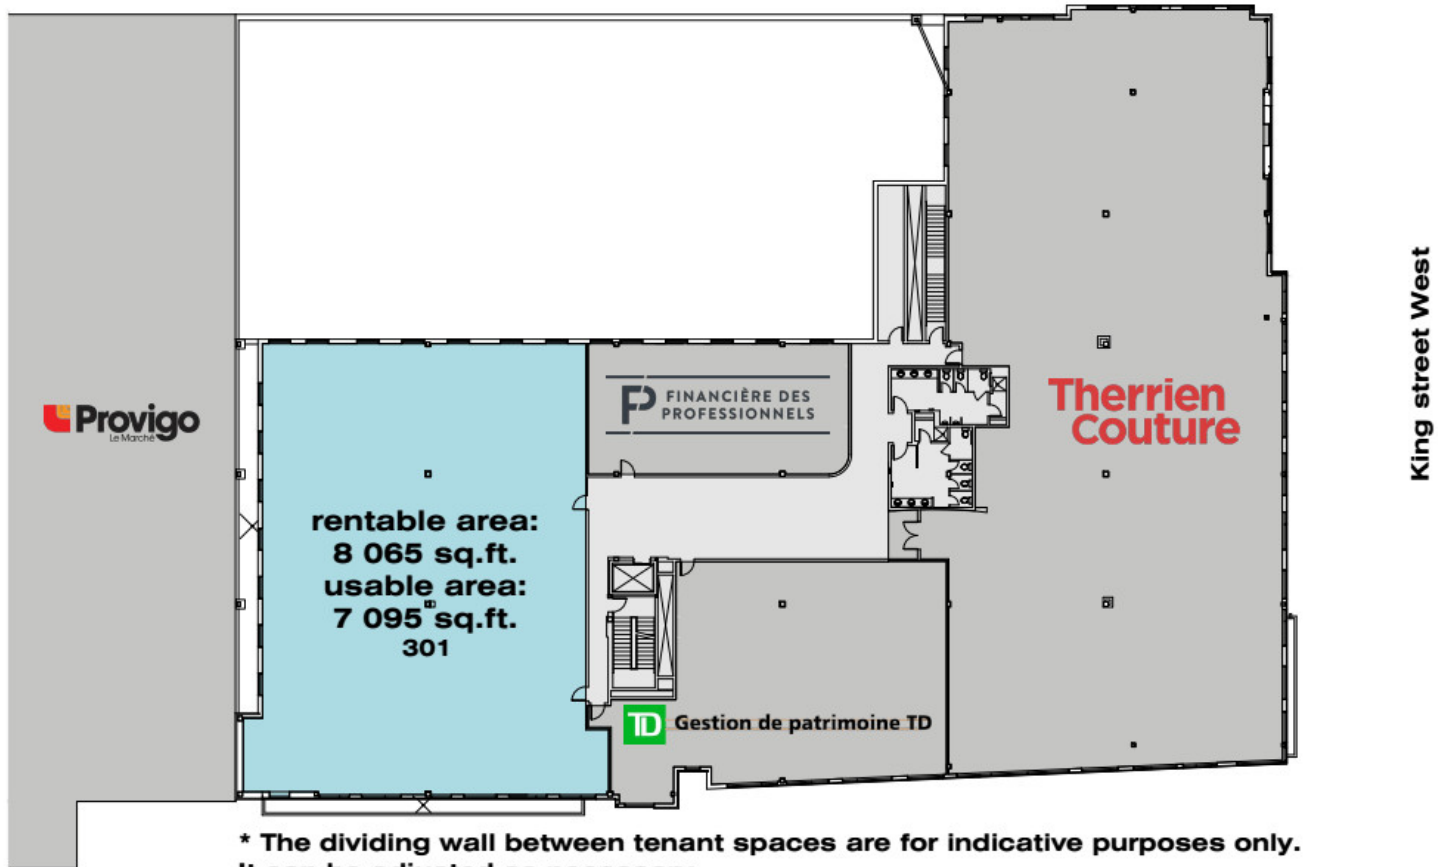 Provigo
Le Marché
rentable area:
8 065 sq.ft.
usable area:
7 095 sq.ft.
301
FP FINANCIÈRE DES
PROFESSIONNELS
Therrien
Couture
King street West
TD Gestion de patrimoine TD
* The dividing wall between tenant spaces are for indicative purposes only.